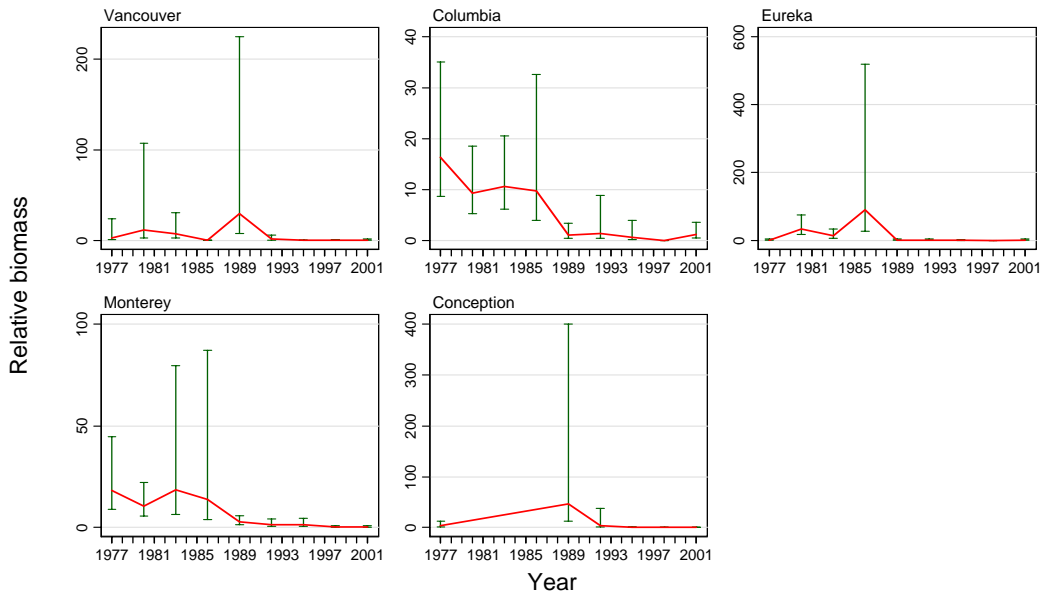 Relative biomass
Vancouver
0 100 200
1977 1981 1985 1989 1993 1997 2001
Columbia
0 10 20 30 40
1977 1981 1985 1989 1993 1997 2001
Eureka
0 200 400 600
1977 1981 1985 1989 1993 1997 2001
Monterey
0 50 100
1977 1981 1985 1989 1993 1997 2001
Conception
0 100 200 300 400
1977 1981 1985 1989 1993 1997 2001
Year